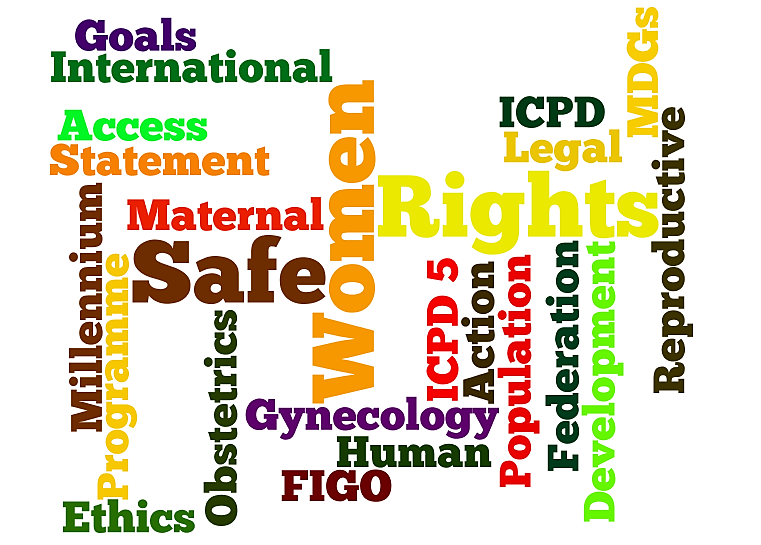 Goals
International
Access
Statement
Maternal
Safe
Millennium
Programme
Obstetrics
Ethics
Women
Gynecology
Human
FIGO
ICPD
Legal
MDGs
Rights
Reproductive
ICPD 5
Action
Population
Federation
Development